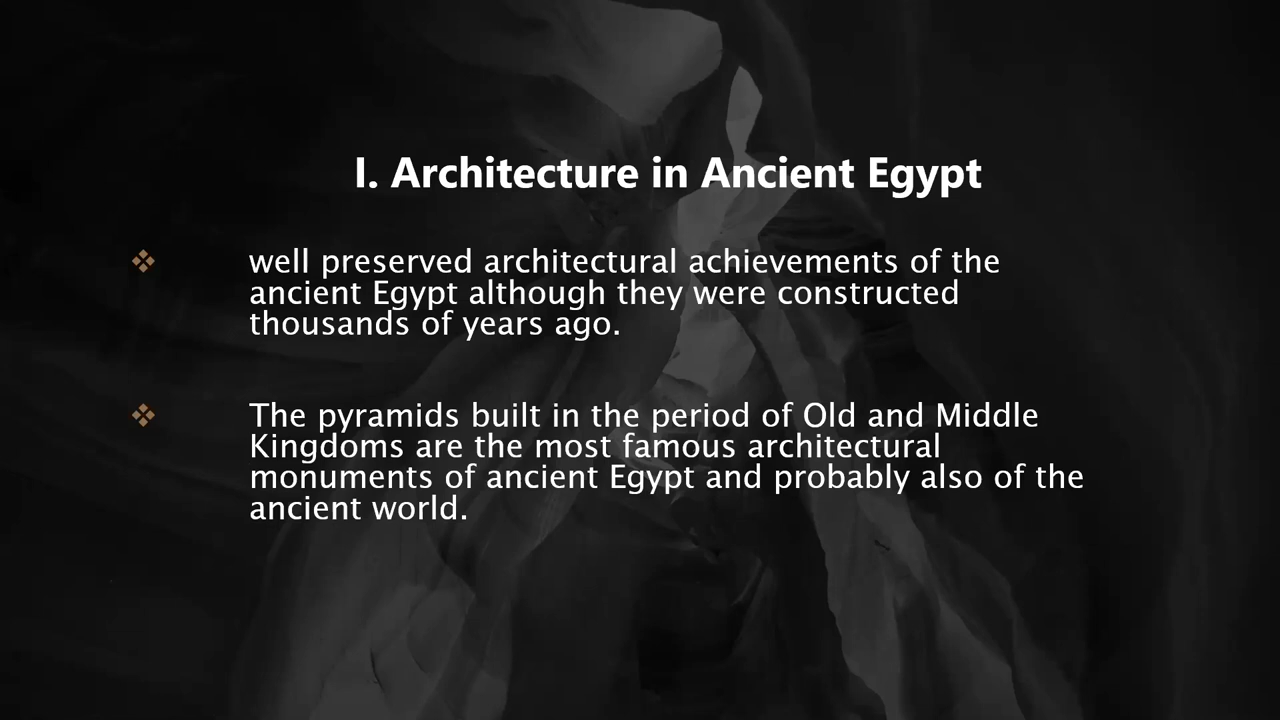 I. Architecture in Ancient Egypt
well preserved architectural achievements of the
ancient Egypt although they were constructed
thousands of years ago.
The pyramids built in the period of Old and Middle
Kingdoms are the most famous architectural
monuments of ancient Egypt and probably also of the
ancient world.